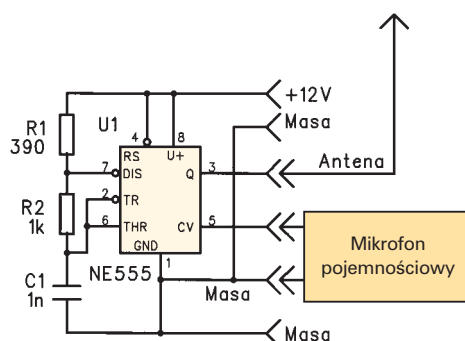 +12V
U1
Masa
R1
390
4
8
RS
U+
7
DIS
Q
3
Antena
2
TR
R2
1k
6
THR
CV
5
GND
Mikrofon
pojemnościowy
NE555
1
C1
1n
Masa
Masa